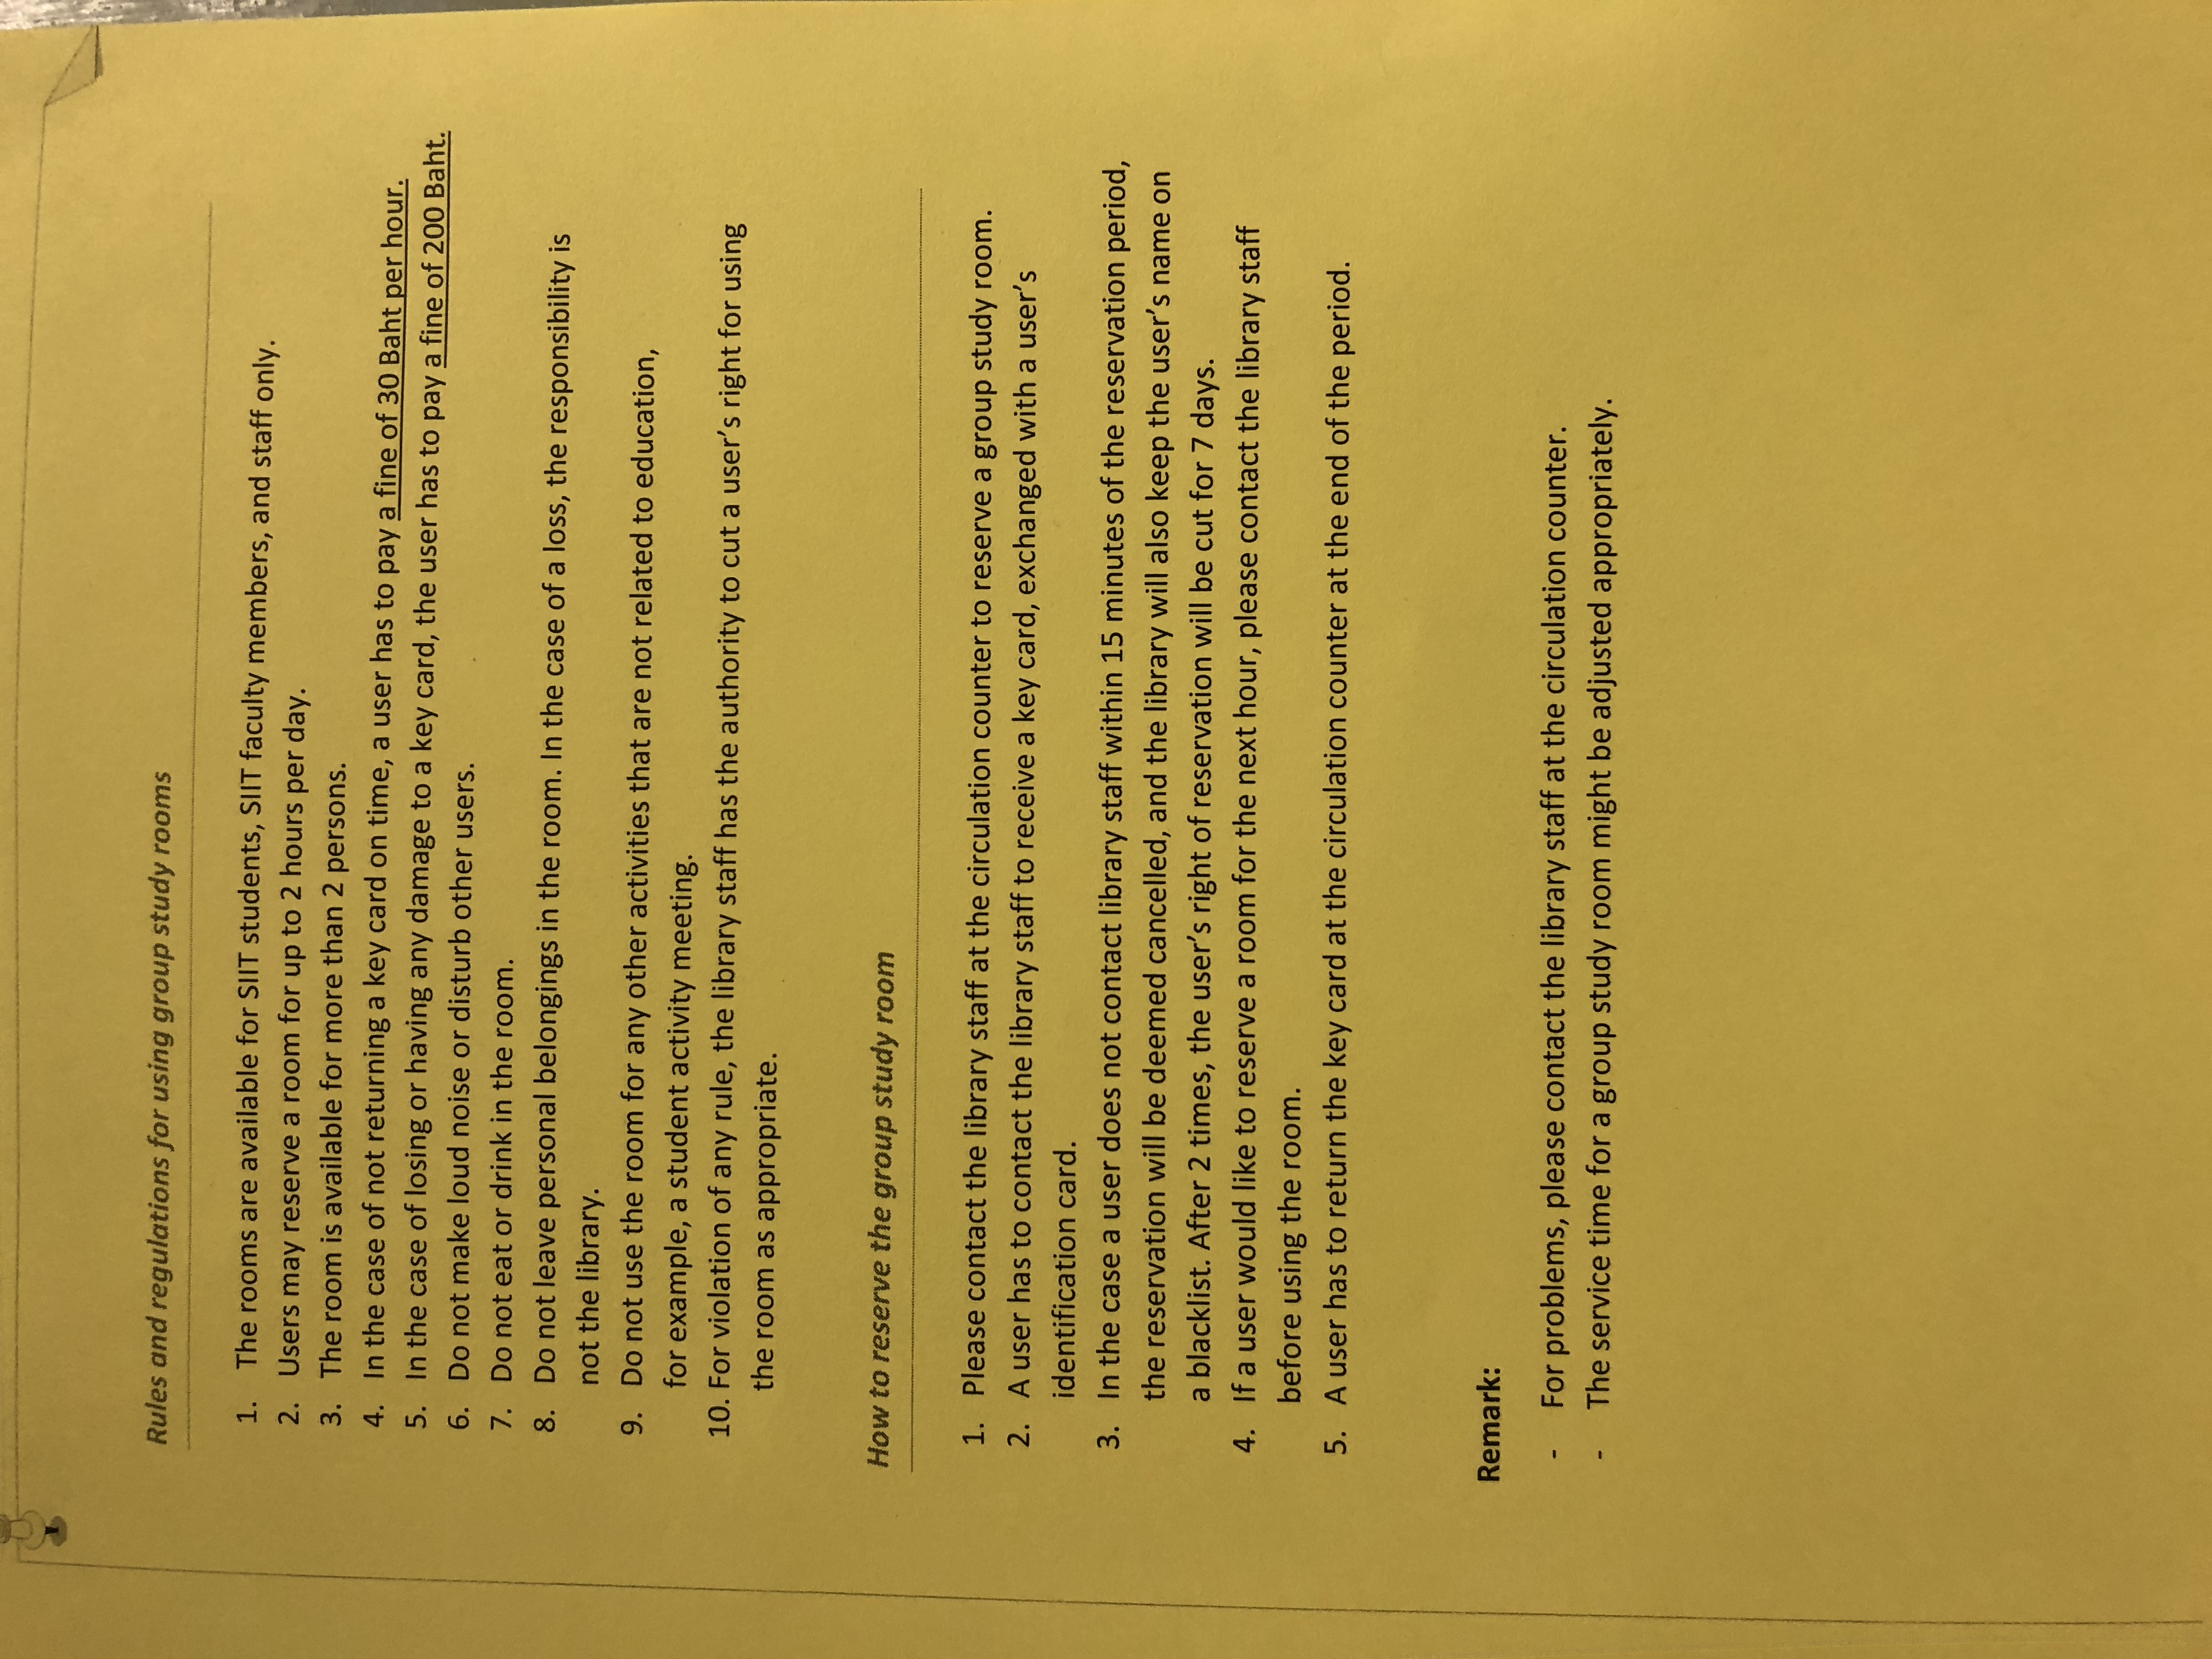 Rules and regulations for using group study rooms
1. The rooms are available for SIIT students, SIIT faculty members, and staff only.
2. Users may reserve a room for up to 2 hours per day.
3. The room is available for more than 2 persons.
4. In the case of not returning a key card on time, a user has to pay a fine of 30 Baht per hour.
5. In the case of losing or having any damage to a key card, the user has to pay a fine of 200 Baht.
6. Do not make loud noise or disturb other users.
7. Do not eat or drink in the room.
8. Do not leave personal belongings in the room. In the case of a loss, the responsibility is
not the library.
9. Do not use the room for any other activities that are not related to education,
for example, a student activity meeting.
10. For violation of any rule, the library staff has the authority to cut a user's right for using
the room as appropriate.
How to reserve the group study room
1. Please contact the library staff at the circulation counter to reserve a group study room.
2. A user has to contact the library staff to receive a key card, exchanged with a user's
identification card.
3. In the case a user does not contact library staff within 15 minutes of the reservation period,
the reservation will be deemed cancelled, and the library will also keep the user's name on
a blacklist. After 2 times, the user's right of reservation will be cut for 7 days.
4. If a user would like to reserve a room for the next hour, please contact the library staff
before using the room.
5. A user has to return the key card at the circulation counter at the end of the period.
Remark:
- For problems, please contact the library staff at the circulation counter.
- The service time for a group study room might be adjusted appropriately.